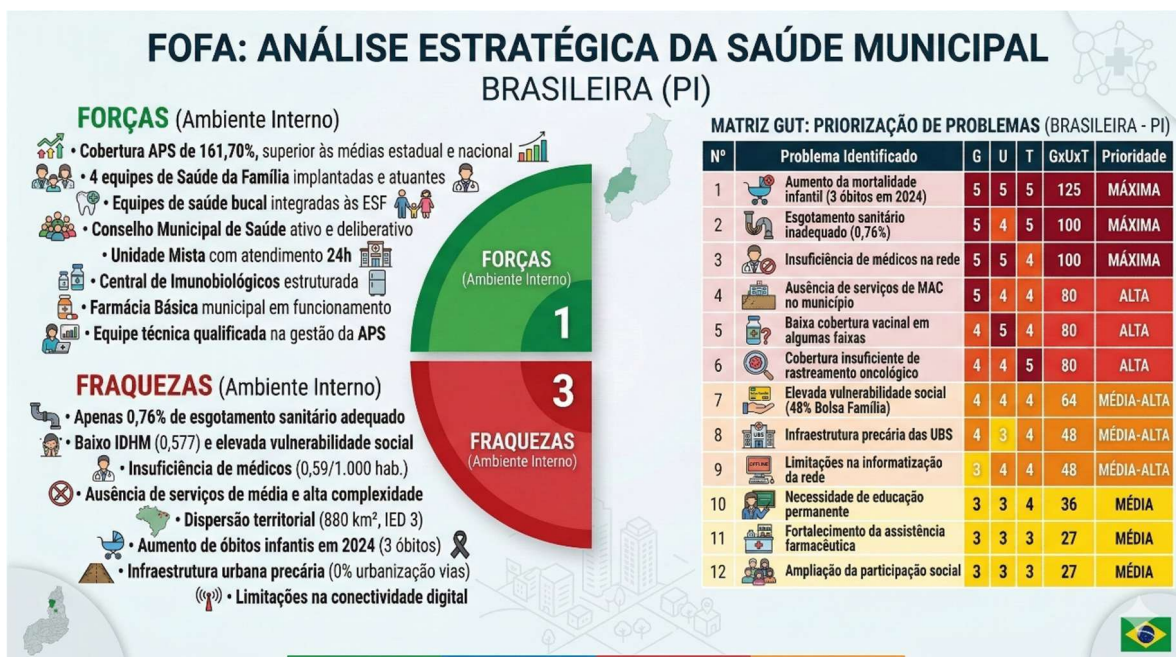 FOFA: ANÁLISE ESTRATÉGICA DA SAÚDE MUNICIPAL
BRASILEIRA (PI)
FORÇAS (Ambiente Interno)
• Cobertura APS de 161,70%, superior às médias estadual e nacional
• 4 equipes de Saúde da Família implantadas e atuantes
• Equipes de saúde bucal integradas às ESF
• Conselho Municipal de Saúde ativo e deliberativo
• Unidade Mista com atendimento 24h
• Central de Imunobiológicos estruturada
• Farmácia Básica municipal em funcionamento
• Equipe técnica qualificada na gestão da APS
FORÇAS
(Ambiente Interno)
1
FRAQUEZAS (Ambiente Interno)
• Apenas 0,76% de esgotamento sanitário adequado
• Baixo IDHM (0,577) e elevada vulnerabilidade social
• Insuficiência de médicos (0,59/1.000 hab.)
• Ausência de serviços de média e alta complexidade
• Dispersão territorial (880 km², IED 3)
• Aumento de óbitos infantis em 2024 (3 óbitos)
• Infraestrutura urbana precária (0% urbanização vias)
• Limitações na conectividade digital
3
FRAQUEZAS
(Ambiente Interno)
MATRIZ GUT: PRIORIZAÇÃO DE PROBLEMAS (BRASILEIRA - PI)
Nº Problema Identificado G U T GxUxT Prioridade
1 Aumento da mortalidade
infantil (3 óbitos em 2024) 5 5 5 125 MÁXIMA
2 Esgotamento sanitário
inadequado (0,76%) 5 4 5 100 MÁXIMA
3 Insuficiência de médicos na rede 5 5 4 100 MÁXIMA
4 Ausência de serviços de MAC
no município 5 4 4 80 ALTA
5 Baixa cobertura vacinal em
algumas faixas 4 5 4 80 ALTA
6 Cobertura insuficiente de
rastreamento oncológico 4 4 5 80 ALTA
7 Elevada vulnerabilidade social
(48% Bolsa Família) 4 4 4 64 MÉDIA-ALTA
8 UBS Infraestrutura precária das UBS 4 3 4 48 MÉDIA-ALTA
9 Limitações na informatização
da rede 3 4 4 48 MÉDIA-ALTA
10 Necessidade de educação
permanente 3 3 4 36 MÉDIA
11 Fortalecimento da assistência
farmacêutica 3 3 3 27 MÉDIA
12 Ampliação da participação social 3 3 3 27 MÉDIA